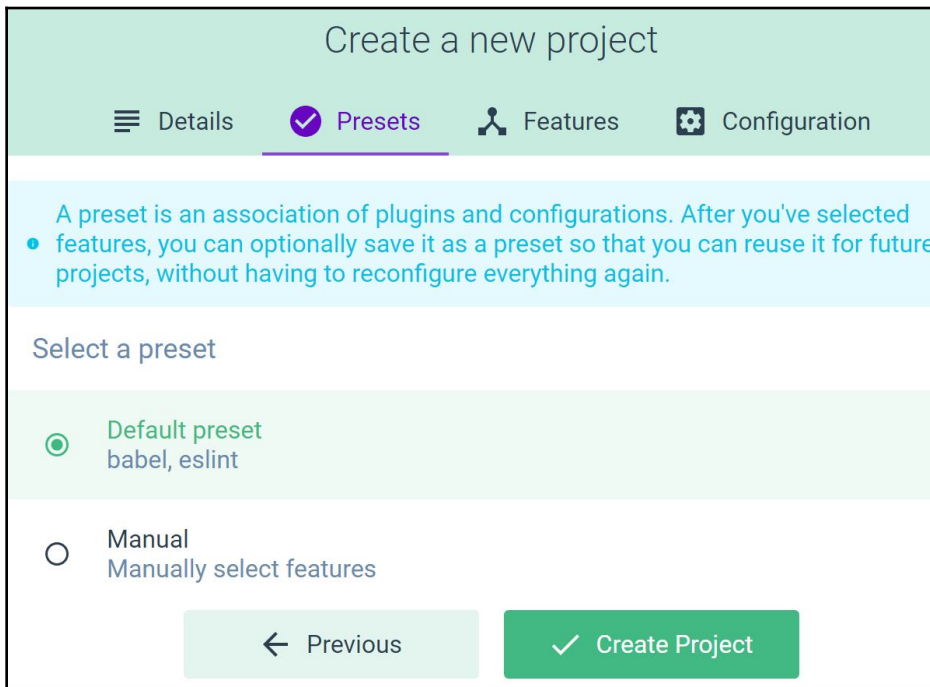 Create a new project
Details Presets Features Configuration
A preset is an association of plugins and configurations. After you've selected
features, you can optionally save it as a preset so that you can reuse it for future
projects, without having to reconfigure everything again.
Select a preset
Default preset
babel, eslint
Manual
Manually select features
Previous Create Project